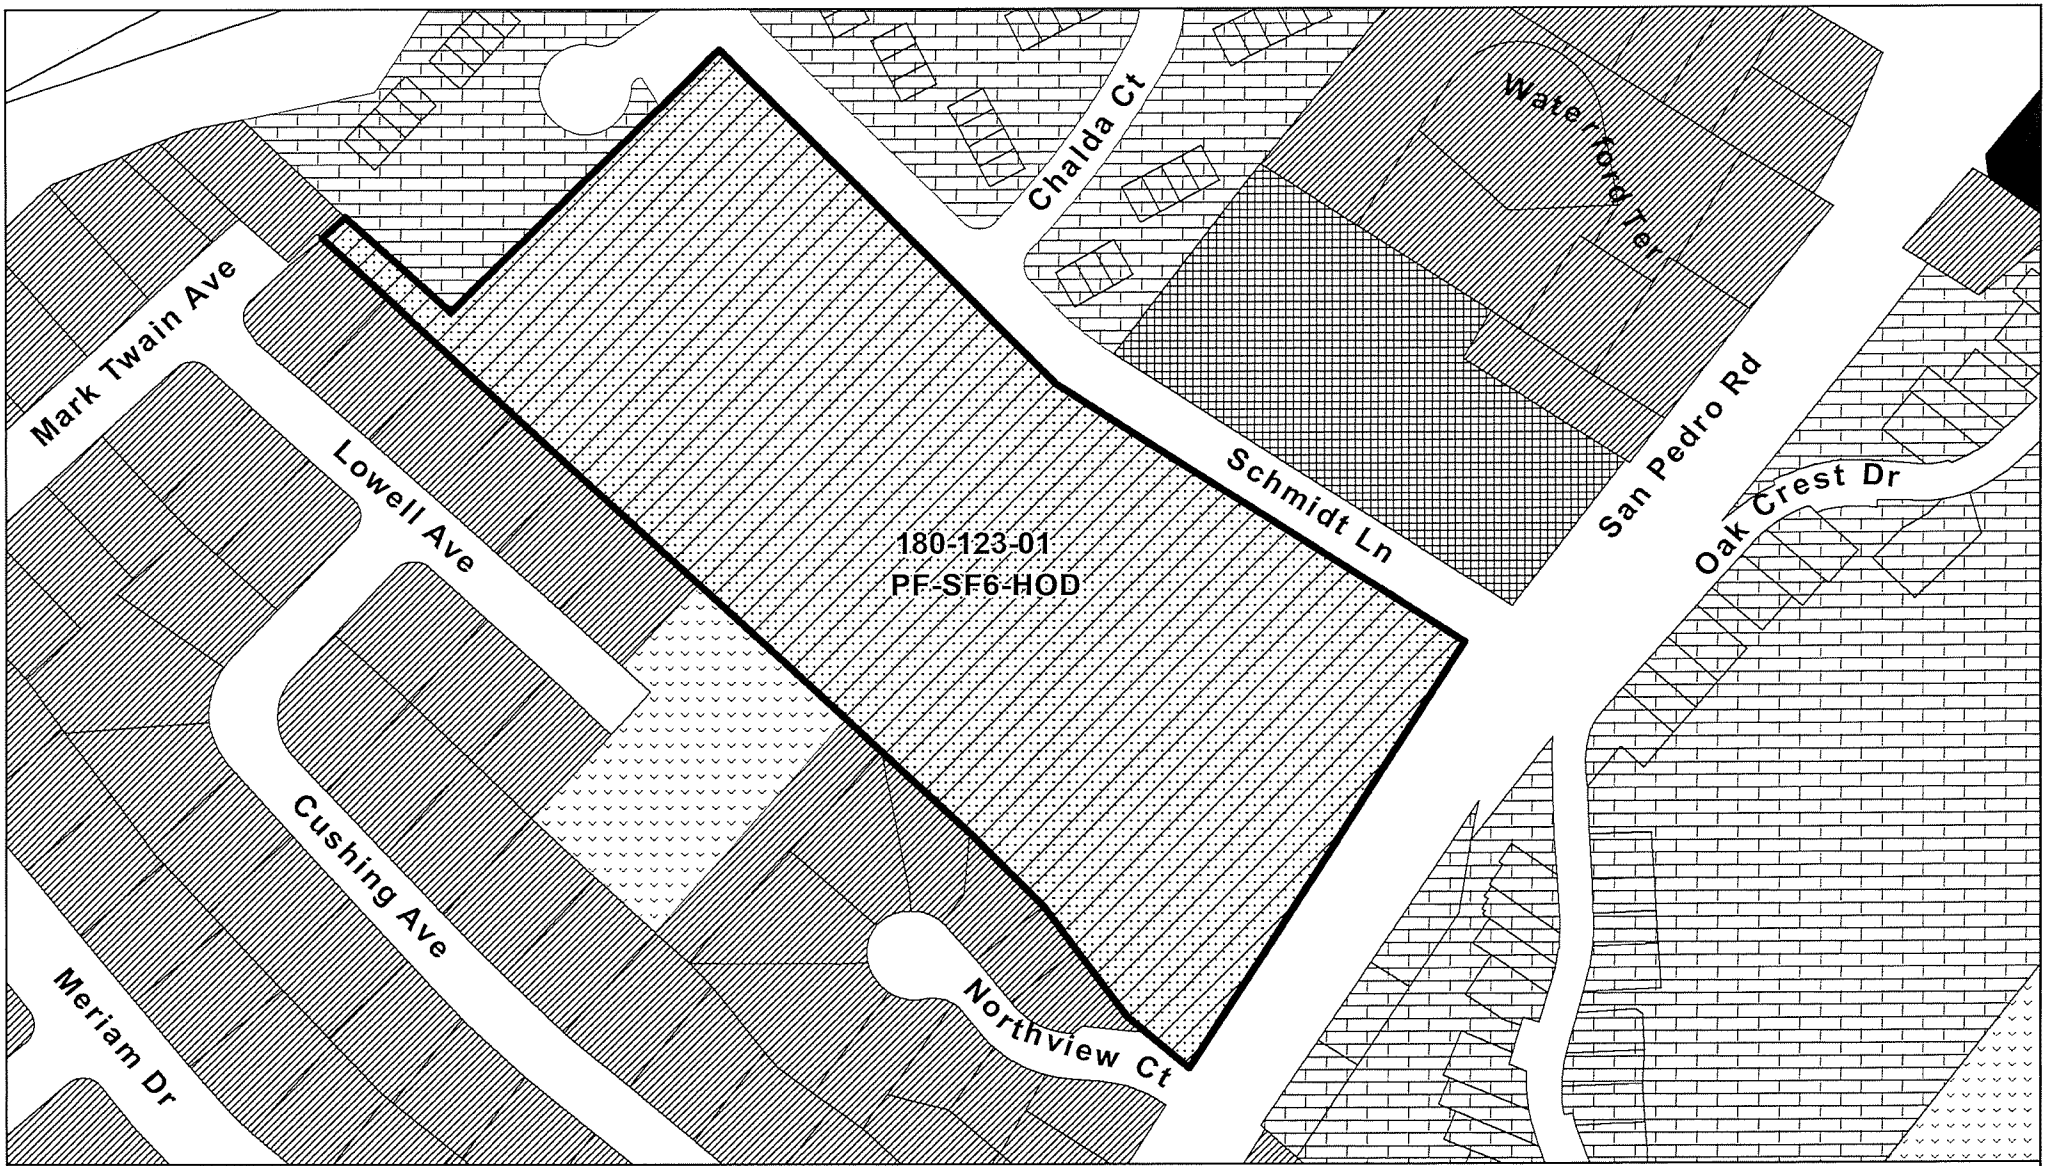 Waterford Ter
Chalda Ct
Mark Twain Ave
San Pedro Rd
Lowell Ave
Schmidt Ln
Oak Crest Dr
180-123-01
PF-SF6-HOD
Cushing Ave
Meriam Dr
Northview Ct